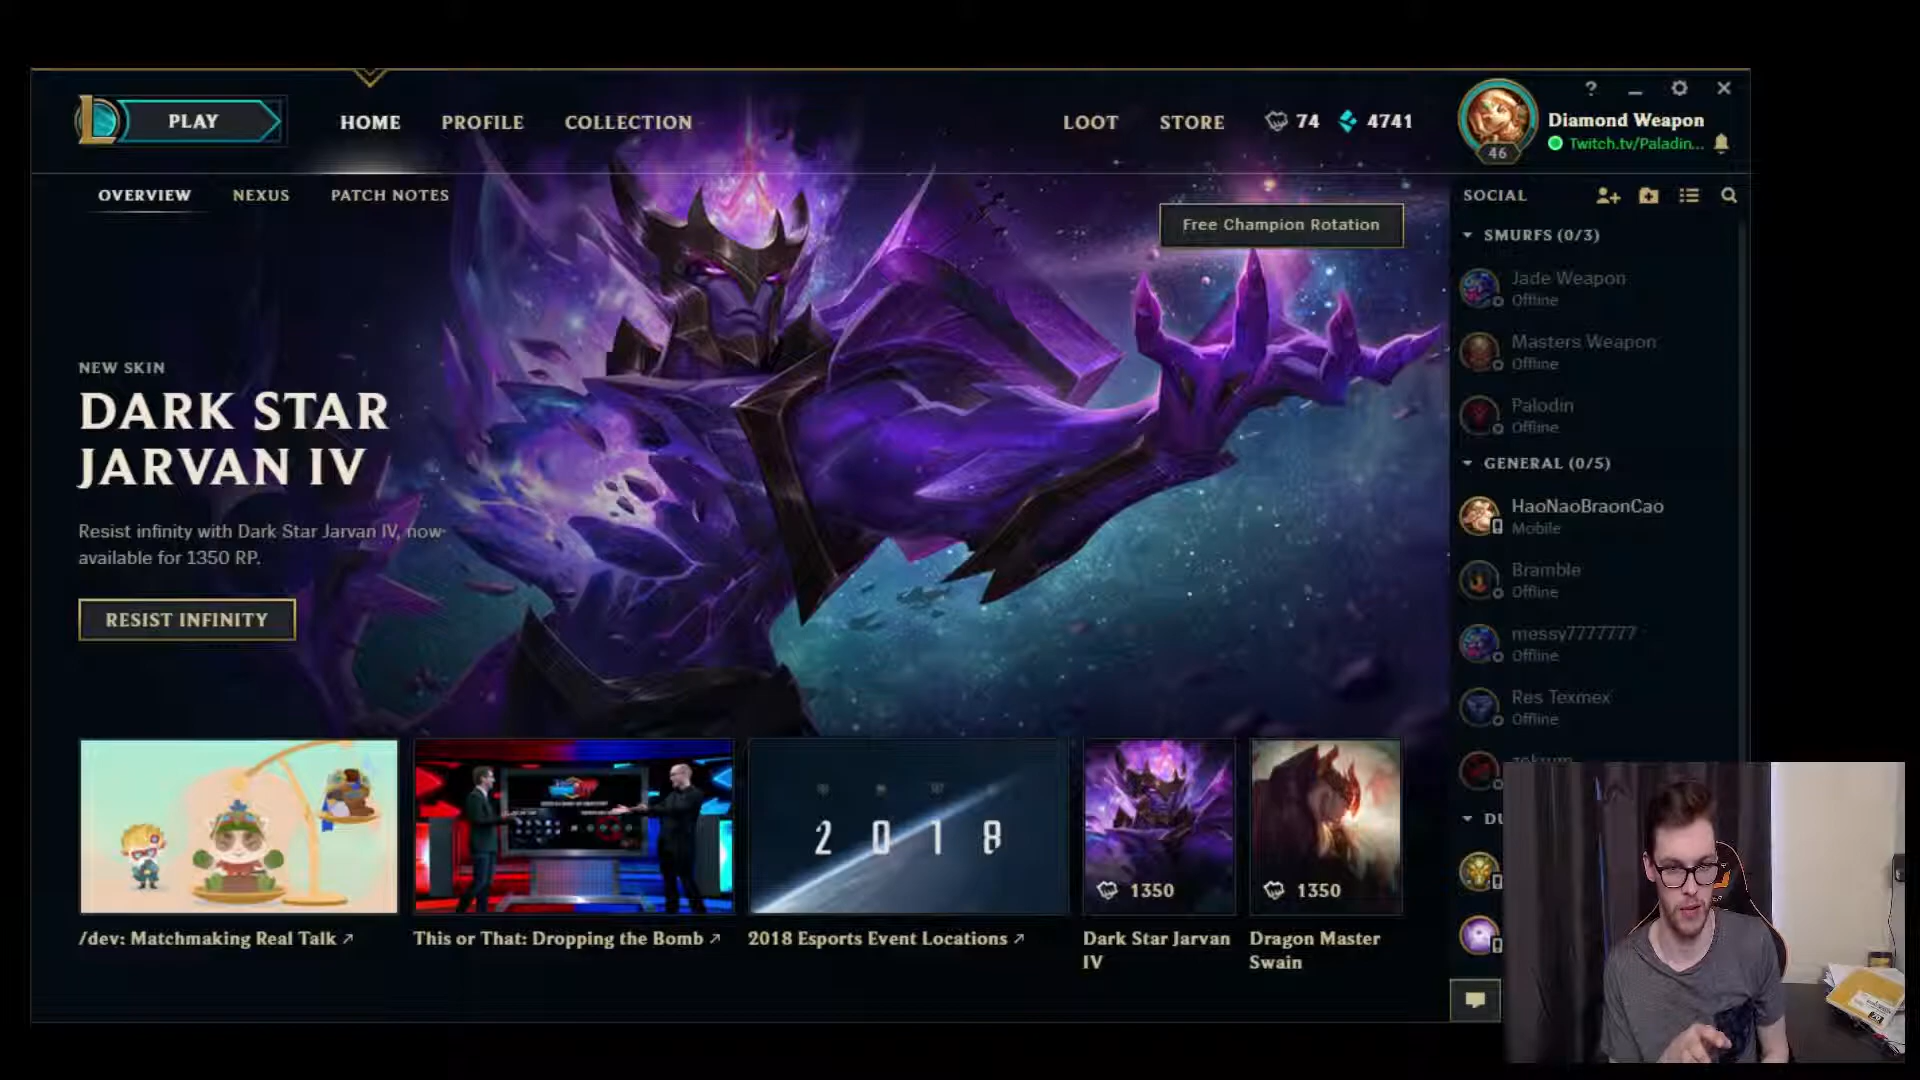 PLAY
HOME
PROFILE
COLLECTION
LOOT
STORE
74
4741
46
?
Diamond Weapon
Twitch.tv/Paladin...
OVERVIEW
NEXUS
PATCH NOTES
Free Champion Rotation
NEW SKIN
DARK STAR
JARVAN IV
Resist infinity with Dark Star Jarvan IV, now
available for 1350 RP.
RESIST INFINITY
2018
1350
1350
/dev: Matchmaking Real Talk
This or That: Dropping the Bomb
2018 Esports Event Locations
Dark Star Jarvan
IV
Dragon Master
Swain
SOCIAL
SMURFS (0/3)
Jade Weapon
Offline
Masters Weapon
Offline
Palodin
Offline
GENERAL (0/5)
HaoNaoBraonCao
Mobile
Bramble
Offline
messy7777777
Offline
Res Texmex
Offline